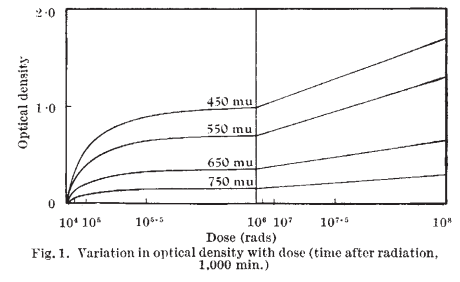 2·0
Optical density
1·0
450 mu
550 mu
650 mu
750 mu
0
10⁴ 10⁵ 10⁵·⁵ 10⁶ 10⁷ 10⁷·⁵ 10⁸
Dose (rads)
Fig. 1. Variation in optical density with dose (time after radiation,
1,000 min.)